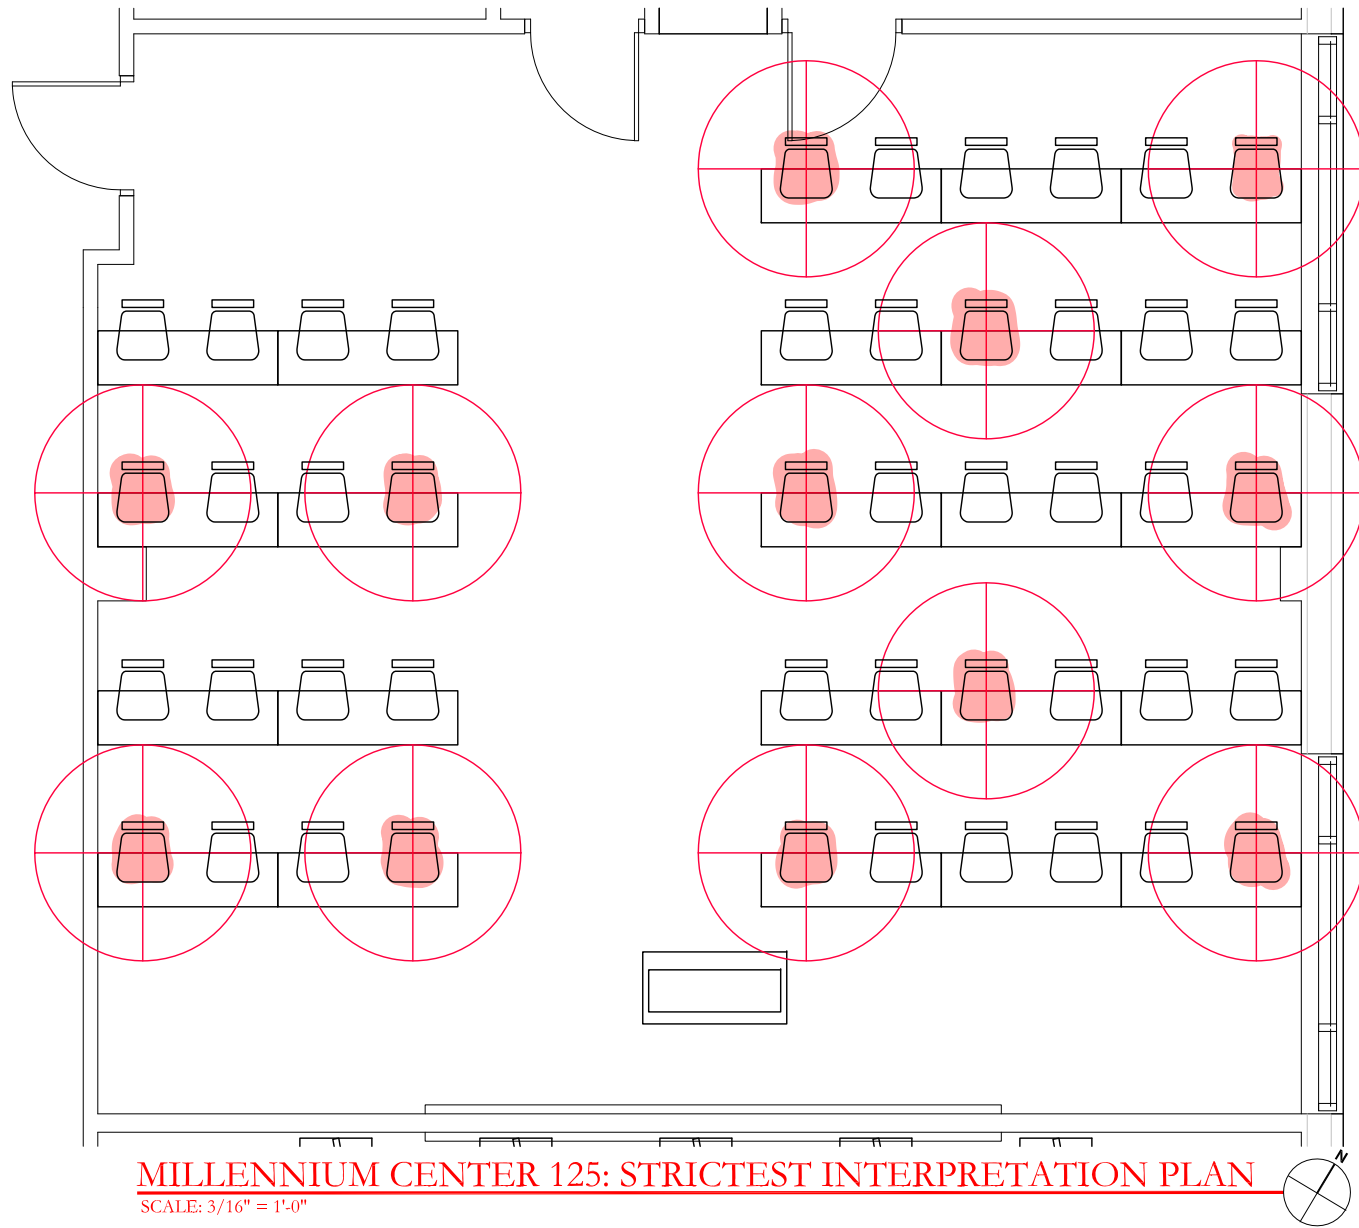 MILLENNIUM CENTER 125: STRICTEST INTERPRETATION PLAN
SCALE: 3/16" = 1'-0"
N